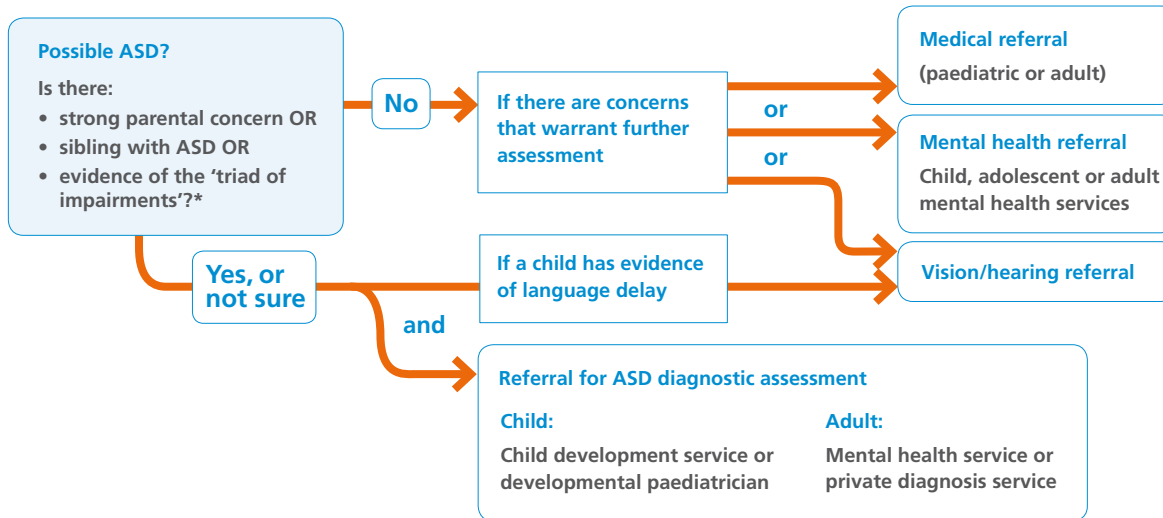 Possible ASD?
Is there:
• strong parental concern OR
• sibling with ASD OR
• evidence of the ‘triad of
impairments’?*
No
If there are concerns
that warrant further
assessment
or
or
Medical referral
(paediatric or adult)
Mental health referral
Child, adolescent or adult
mental health services
Vision/hearing referral
Yes, or
not sure
If a child has evidence
of language delay
and
Referral for ASD diagnostic assessment
Child:
Child development service or
developmental paediatrician
Adult:
Mental health service or
private diagnosis service